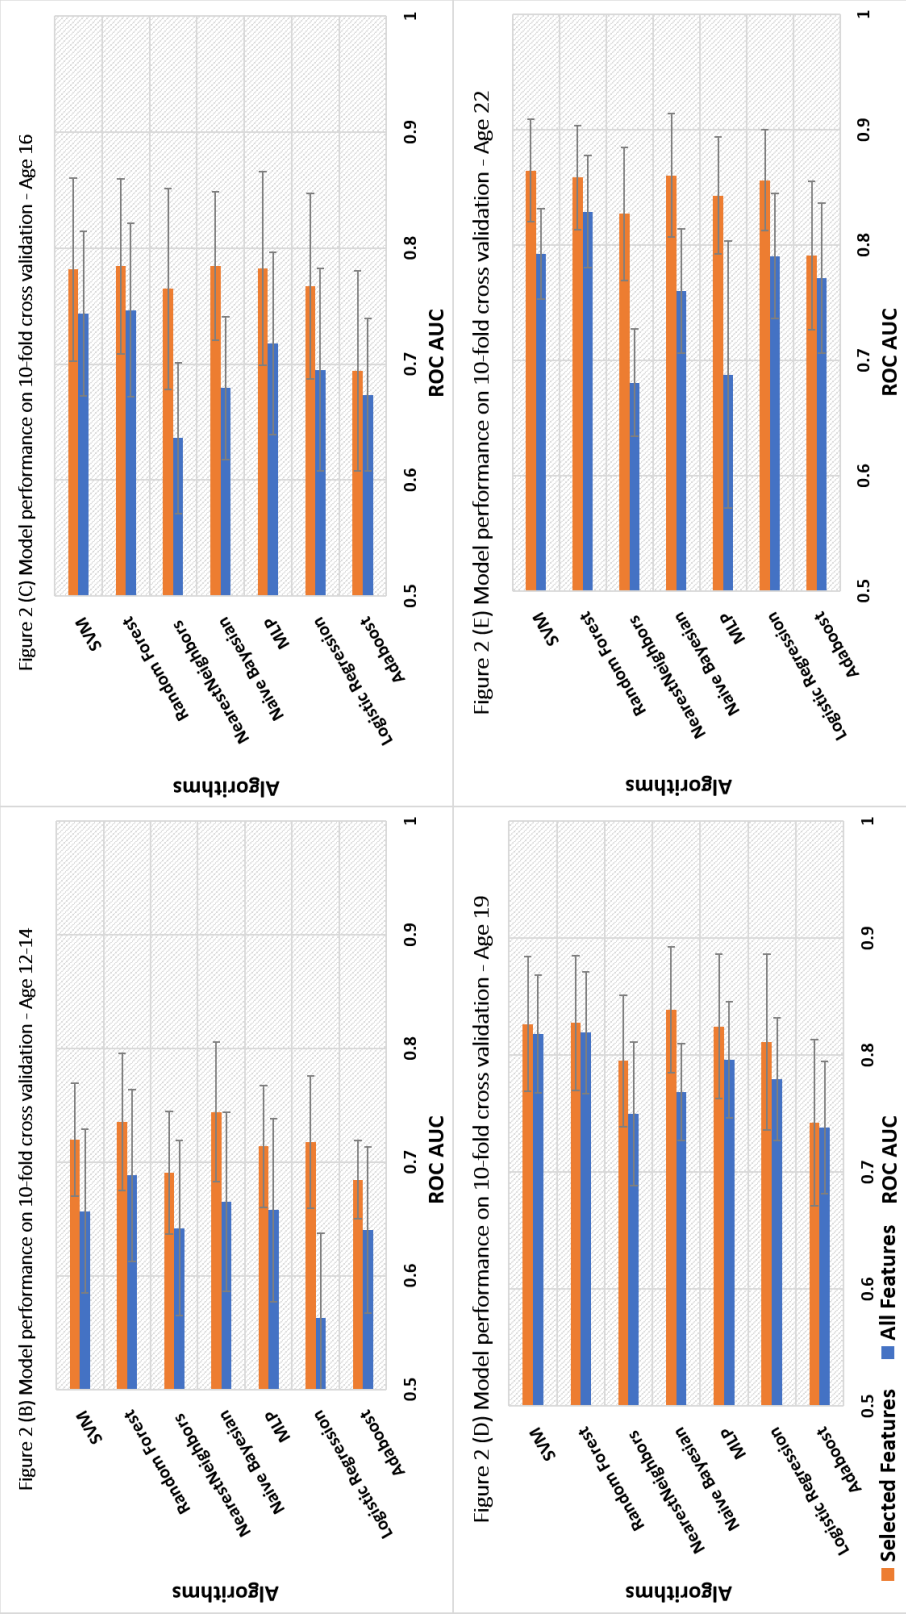 Figure 2 (B) Model performance on 10-fold cross validation - Age 12-14
SVM
Random Forest
NearestNeighbors
Naive Bayesian
MLP
Logistic Regression
Adaboost
Algorithms
0.5
0.6
0.7
0.8
0.9
1
ROC AUC
Figure 2 (C) Model performance on 10-fold cross validation - Age 16
SVM
Random Forest
NearestNeighbors
Naive Bayesian
MLP
Logistic Regression
Adaboost
Algorithms
0.5
0.6
0.7
0.8
0.9
1
ROC AUC
Figure 2 (D) Model performance on 10-fold cross validation - Age 19
SVM
Random Forest
NearestNeighbors
Naive Bayesian
MLP
Logistic Regression
Adaboost
Algorithms
0.5
0.6
0.7
0.8
0.9
1
Selected Features
All Features
ROC AUC
Figure 2 (E) Model performance on 10-fold cross validation - Age 22
SVM
Random Forest
NearestNeighbors
Naive Bayesian
MLP
Logistic Regression
Adaboost
Algorithms
0.5
0.6
0.7
0.8
0.9
1
ROC AUC